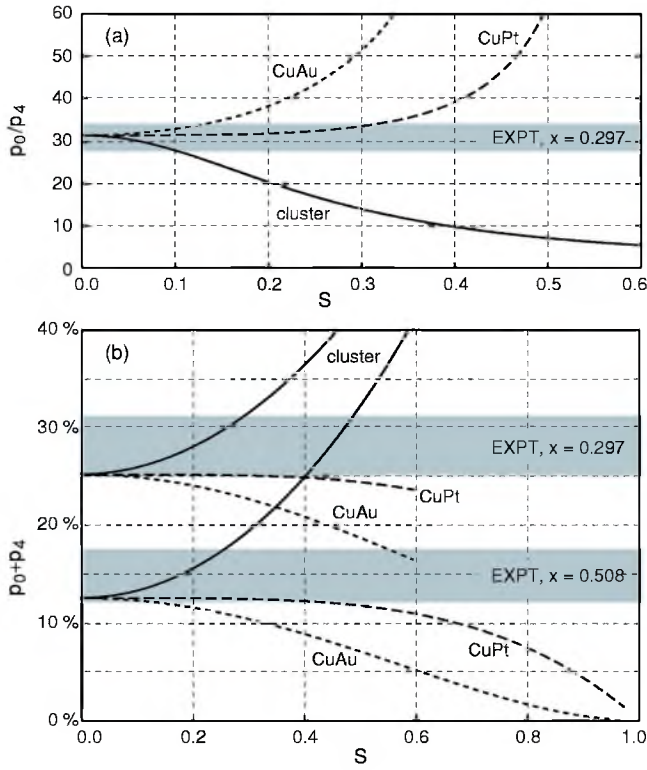 60
(a)
CuPt
50
CuAu
40
p0/p4
30
EXPT, x = 0.297
20
cluster
10
0
0.0 0.1 0.2 0.3 0.4 0.5 0.6
S
40 %
(b)
cluster
30 %
EXPT, x = 0.297
CuPt
CuAu
20 %
p0+p4
EXPT, x = 0.508
10 %
CuPt
CuAu
0 %
0.0 0.2 0.4 0.6 0.8 1.0
S